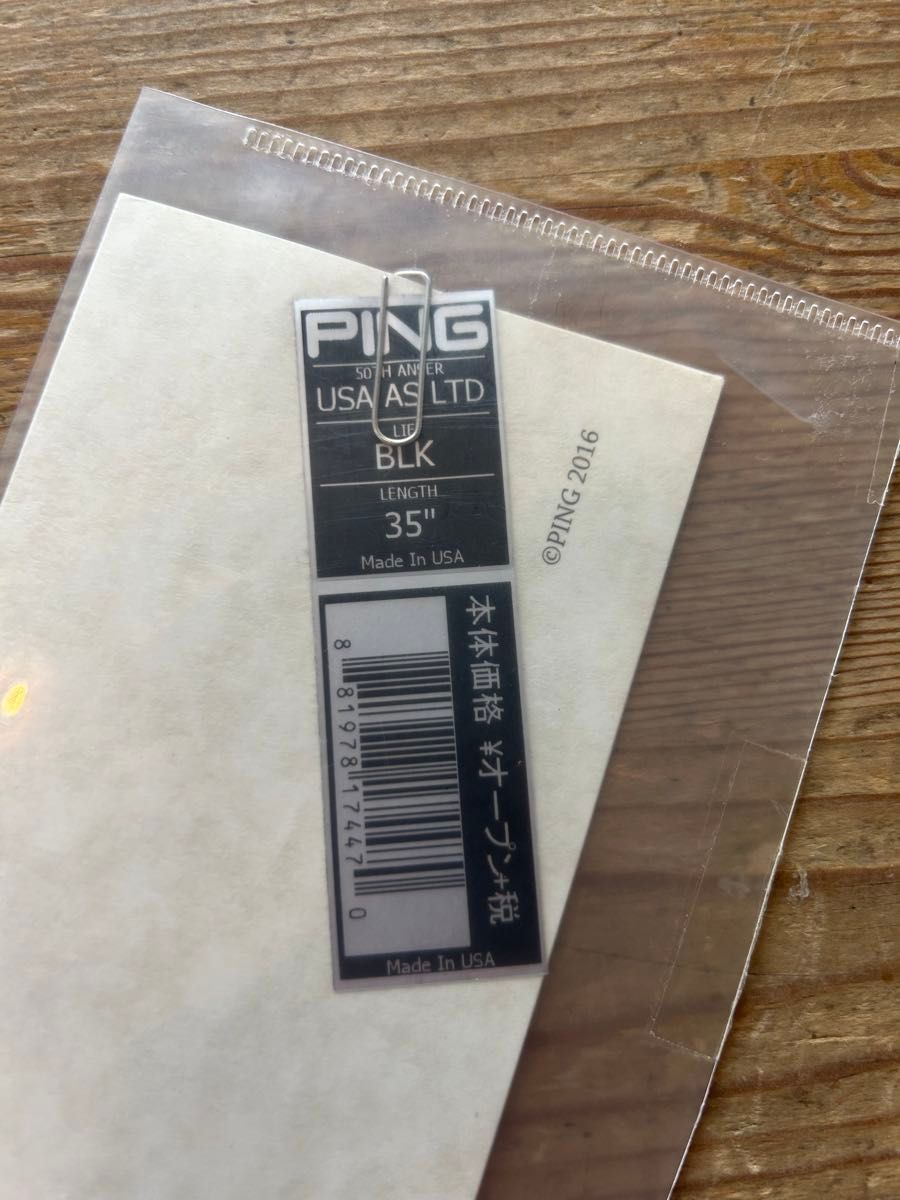 PING
50TH ANSER
USA AS LTD
LIE
BLK
LENGTH
35"
Made In USA
©PING 2016
本体価格 ¥オープン+税
8 81978 17447 0
Made In USA